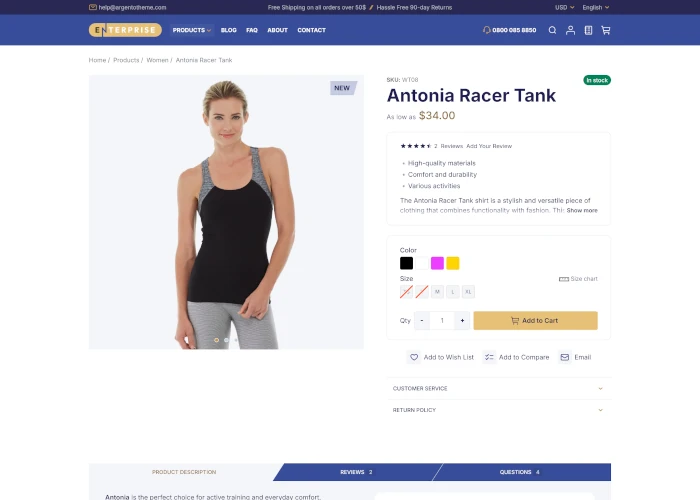 help@argentotheme.com
Free Shipping on all orders over 50$
Hassle Free 90-day Returns
USD
English
ENTERPRISE
PRODUCTS
BLOG
FAQ
ABOUT
CONTACT
0800 085 8850
Home / Products / Women / Antonia Racer Tank
NEW
SKU: WT08
In stock
Antonia Racer Tank
As low as $34.00
2 Reviews Add Your Review
High-quality materials
Comfort and durability
Various activities
The Antonia Racer Tank shirt is a stylish and versatile piece of
clothing that combines functionality with fashion. Show more
Color
Size
Size chart
M
L
XL
Qty
-
1
+
Add to Cart
Add to Wish List
Add to Compare
Email
CUSTOMER SERVICE
RETURN POLICY
PRODUCT DESCRIPTION
REVIEWS 2
QUESTIONS 4
Antonia is the perfect choice for active training and everyday comfort.